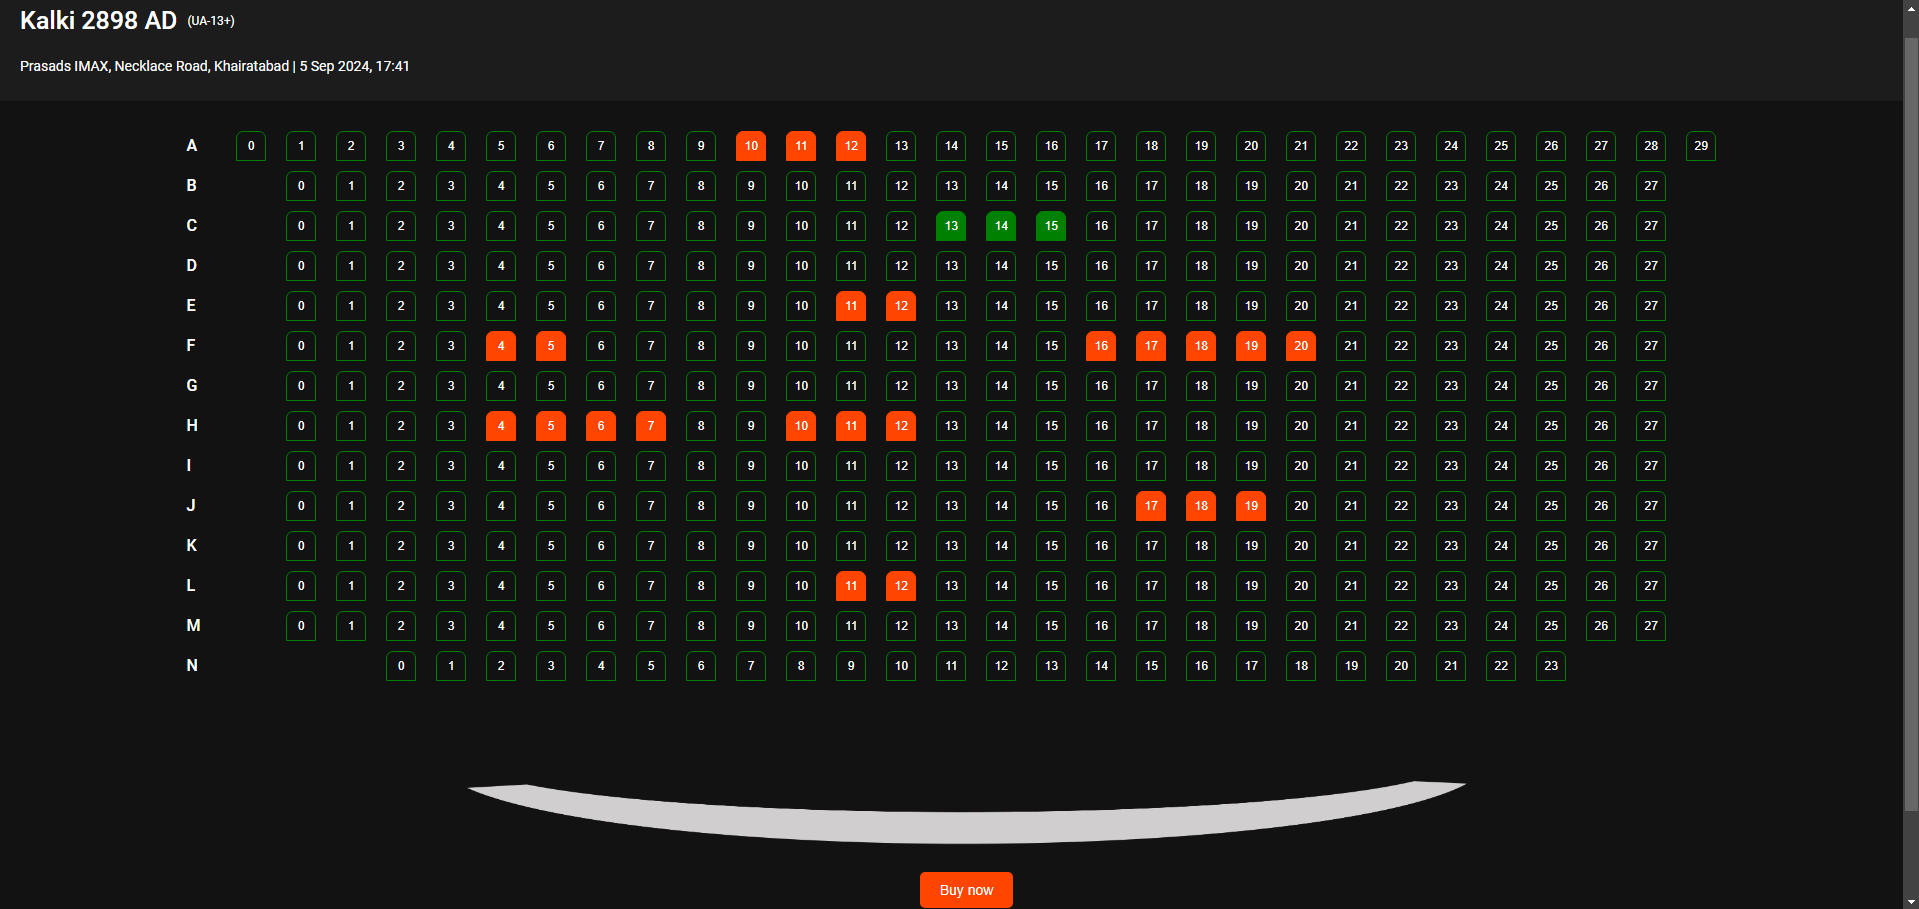 Kalki 2898 AD (UA-13+)
Prasads IMAX, Necklace Road, Khairatabad | 5 Sep 2024, 17:41
A 0 1 2 3 4 5 6 7 8 9 10 11 12 13 14 15 16 17 18 19 20 21 22 23 24 25 26 27 28 29
B 0 1 2 3 4 5 6 7 8 9 10 11 12 13 14 15 16 17 18 19 20 21 22 23 24 25 26 27
C 0 1 2 3 4 5 6 7 8 9 10 11 12 13 14 15 16 17 18 19 20 21 22 23 24 25 26 27
D 0 1 2 3 4 5 6 7 8 9 10 11 12 13 14 15 16 17 18 19 20 21 22 23 24 25 26 27
E 0 1 2 3 4 5 6 7 8 9 10 11 12 13 14 15 16 17 18 19 20 21 22 23 24 25 26 27
F 0 1 2 3 4 5 6 7 8 9 10 11 12 13 14 15 16 17 18 19 20 21 22 23 24 25 26 27
G 0 1 2 3 4 5 6 7 8 9 10 11 12 13 14 15 16 17 18 19 20 21 22 23 24 25 26 27
H 0 1 2 3 4 5 6 7 8 9 10 11 12 13 14 15 16 17 18 19 20 21 22 23 24 25 26 27
I 0 1 2 3 4 5 6 7 8 9 10 11 12 13 14 15 16 17 18 19 20 21 22 23 24 25 26 27
J 0 1 2 3 4 5 6 7 8 9 10 11 12 13 14 15 16 17 18 19 20 21 22 23 24 25 26 27
K 0 1 2 3 4 5 6 7 8 9 10 11 12 13 14 15 16 17 18 19 20 21 22 23 24 25 26 27
L 0 1 2 3 4 5 6 7 8 9 10 11 12 13 14 15 16 17 18 19 20 21 22 23 24 25 26 27
M 0 1 2 3 4 5 6 7 8 9 10 11 12 13 14 15 16 17 18 19 20 21 22 23 24 25 26 27
N 0 1 2 3 4 5 6 7 8 9 10 11 12 13 14 15 16 17 18 19 20 21 22 23
Buy now